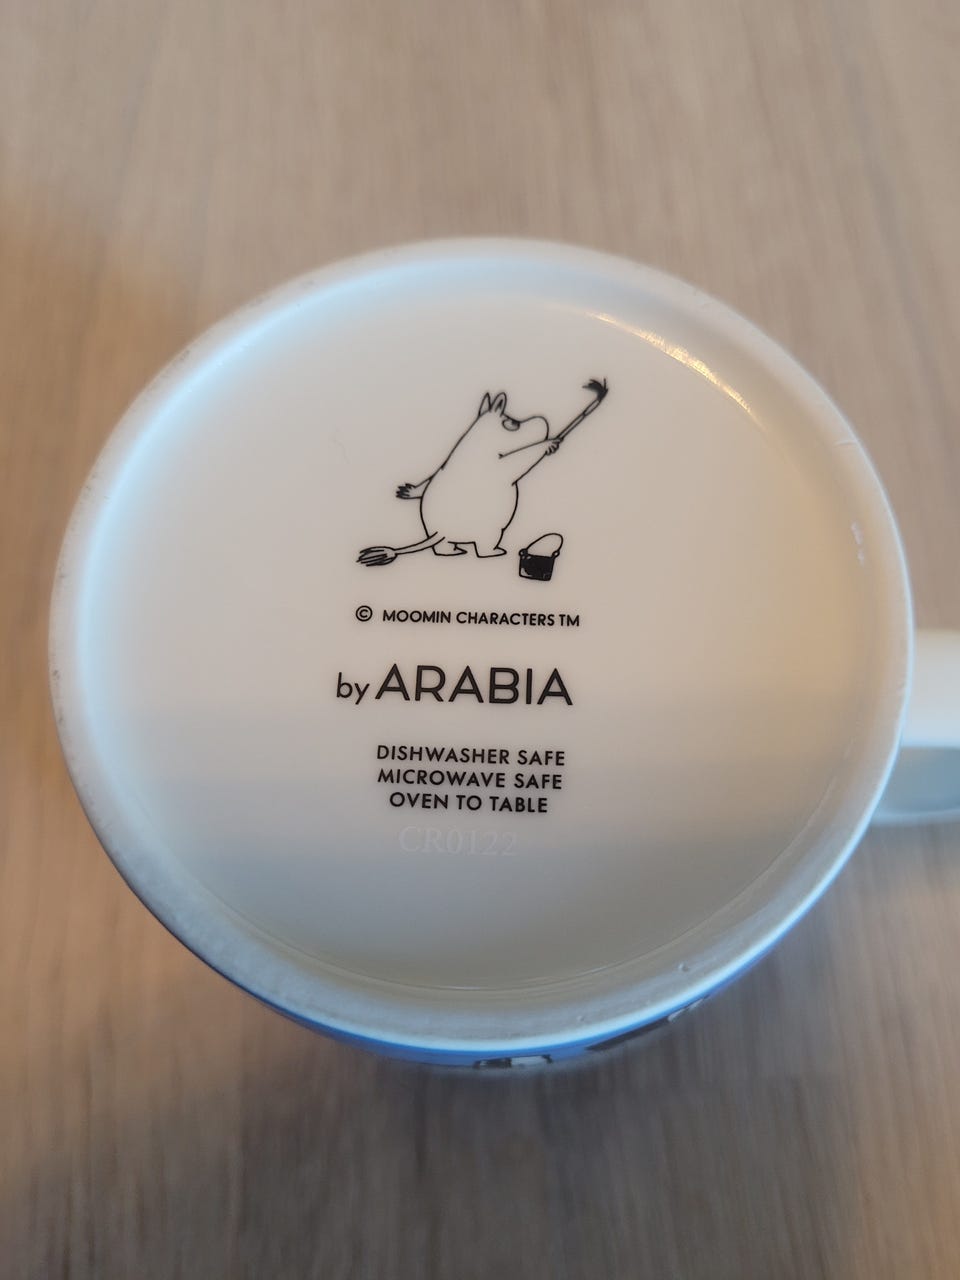 © MOOMIN CHARACTERS TM
by ARABIA
DISHWASHER SAFE
MICROWAVE SAFE
OVEN TO TABLE
CR0122